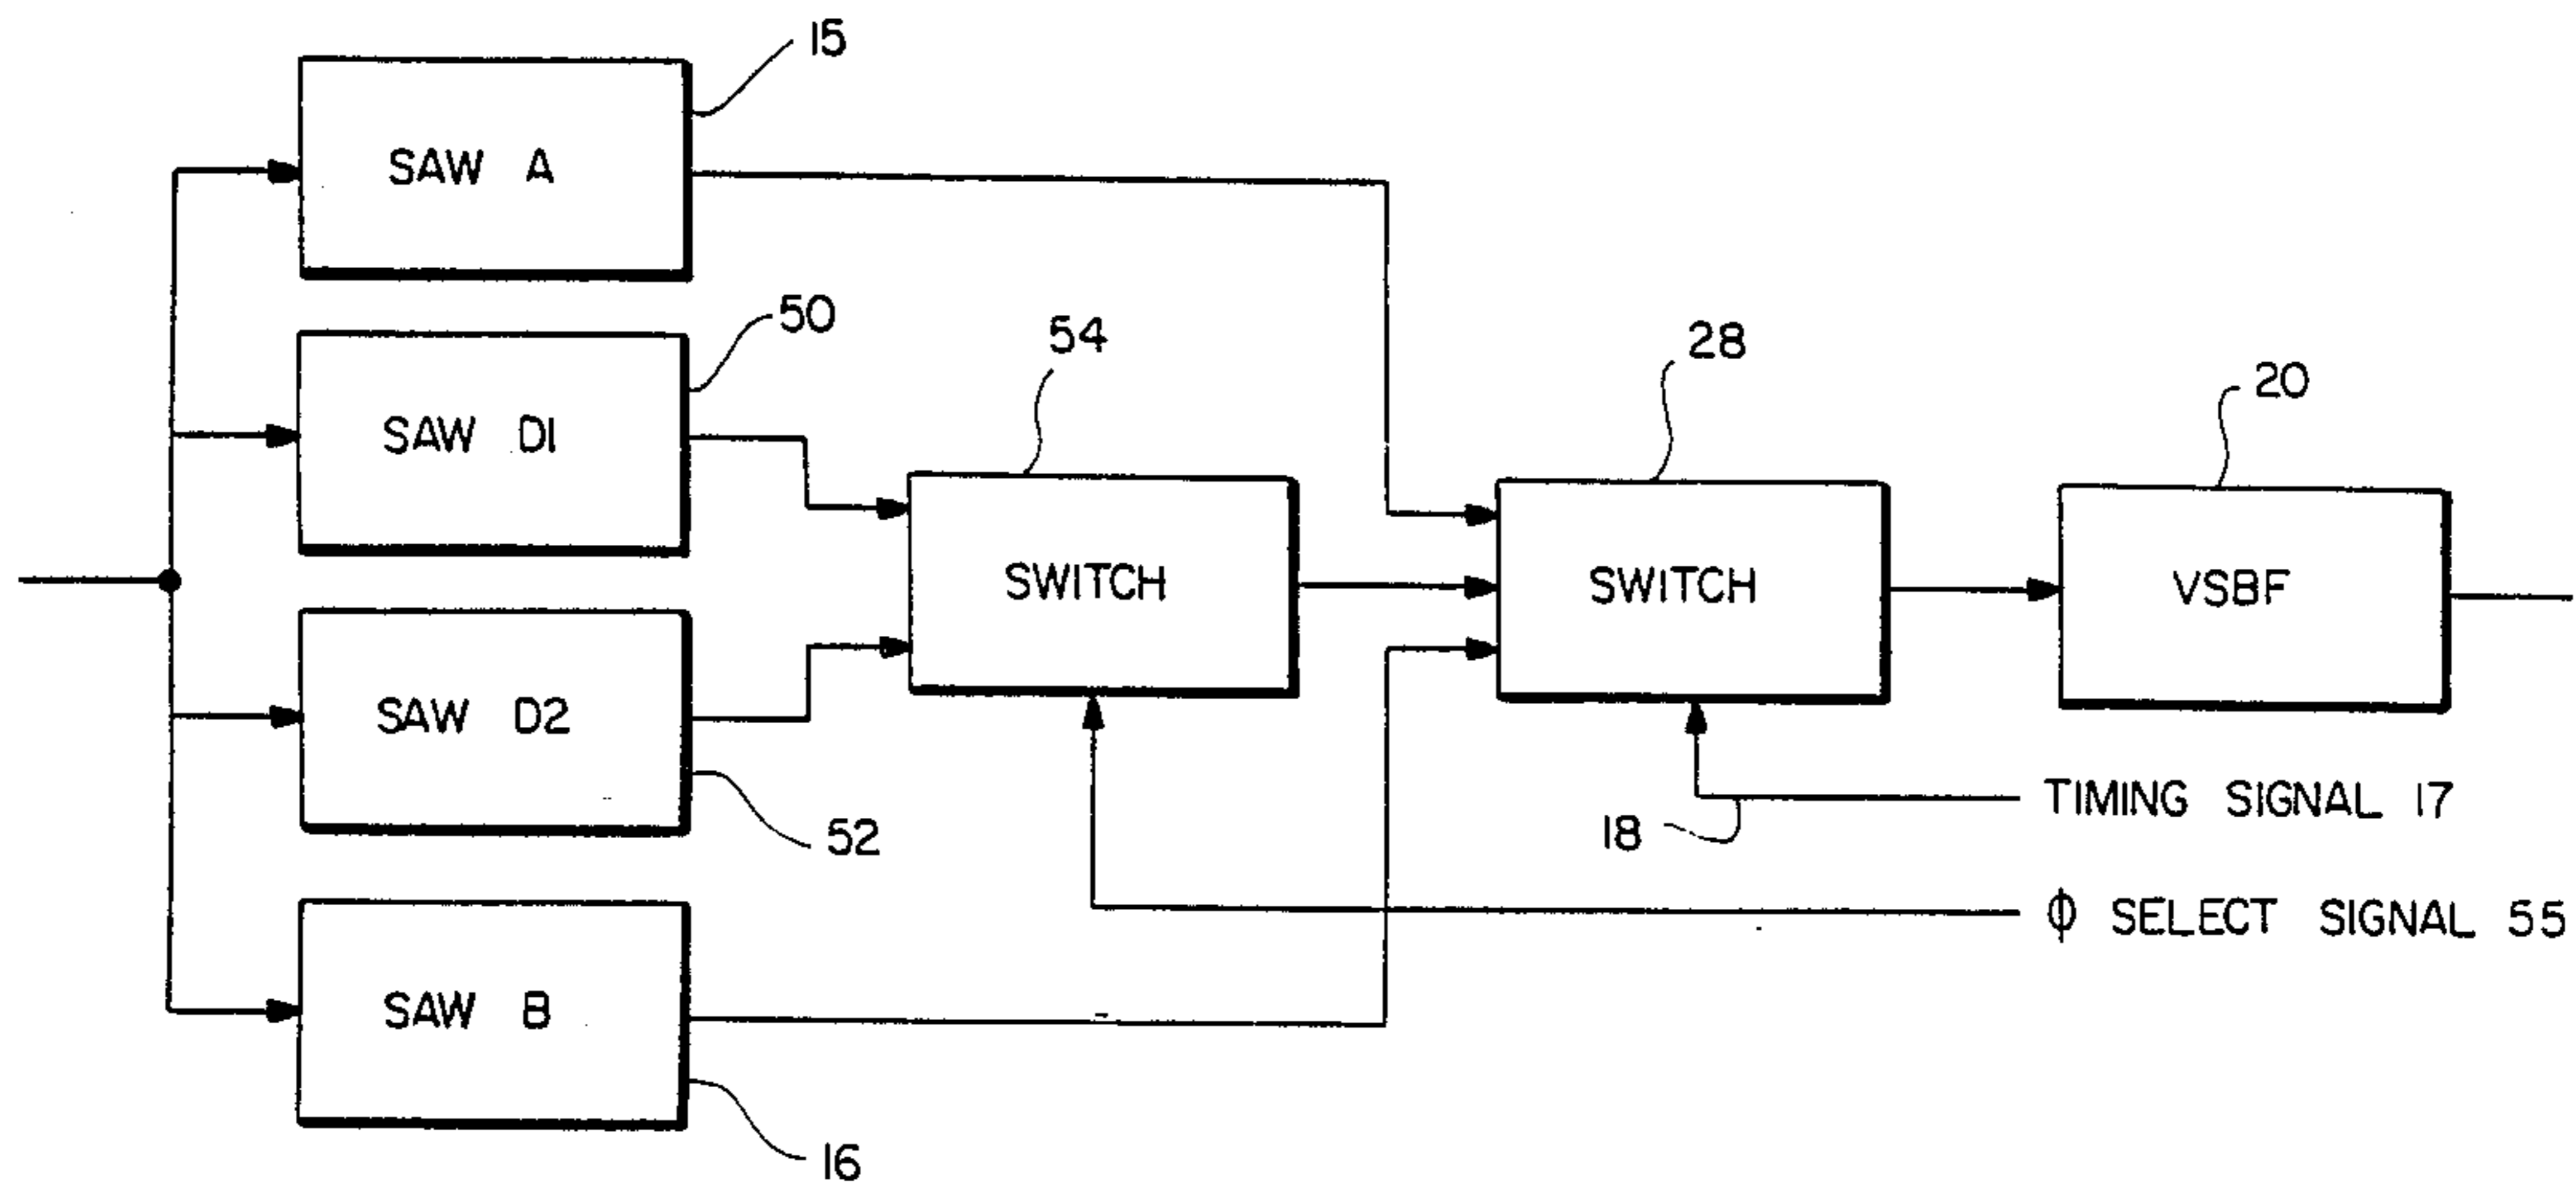 15
SAW A
50
SAW D1
54
28
20
SWITCH
SWITCH
VSBF
SAW D2
52
TIMING SIGNAL 17
18
ϕ SELECT SIGNAL 55
SAW B
16